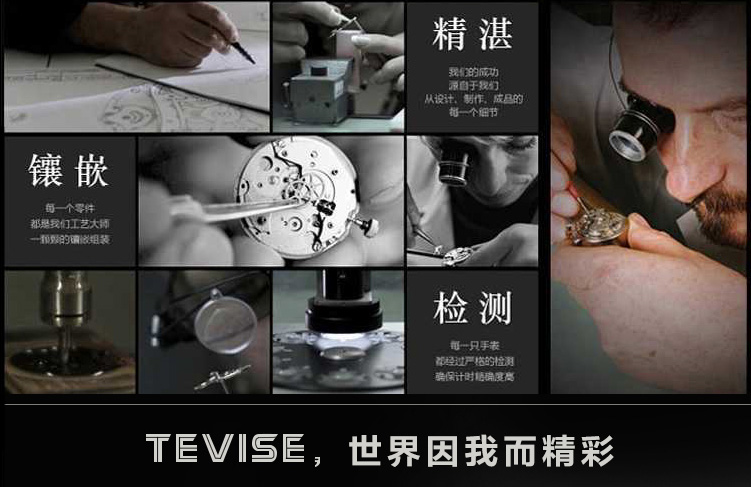 精湛
我们的成功
源自于我们
从设计、制作、成品的
每一个细节
镶嵌
每一个零件
都是我们工艺大师
一颗颗的镶嵌组装
检测
每一只手表
都经过严格的检测
确保计时精确度高
TEVISE，世界因我而精彩